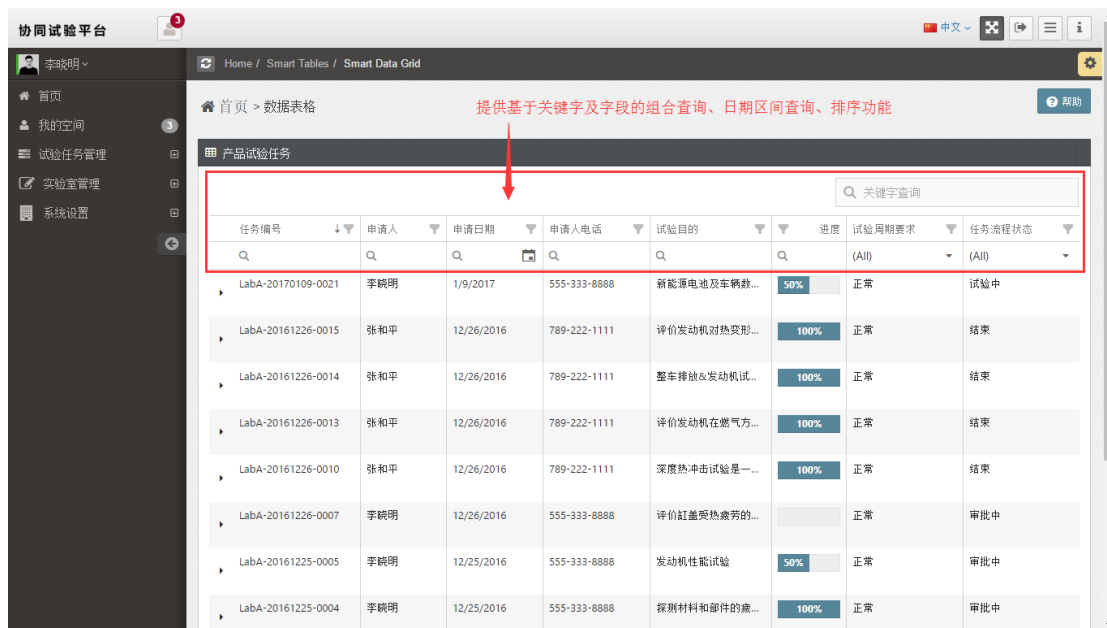 协同试验平台 3 中文
李晓明 Home / Smart Tables / Smart Data Grid
首页
我的空间 3
试验任务管理
实验室管理
系统设置
首页 > 数据表格 提供基于关键字及字段的组合查询、日期区间查询、排序功能 帮助
产品试验任务
关键字查询
任务编号 申请人 申请日期 申请人电话 试验目的 进度 试验周期要求 任务流程状态
(All) (All)
LabA-20170109-0021 李晓明 1/9/2017 555-333-8888 新能源电池及车辆数... 50% 正常 试验中
LabA-20161226-0015 张和平 12/26/2016 789-222-1111 评价发动机对热变形... 100% 正常 结束
LabA-20161226-0014 张和平 12/26/2016 789-222-1111 整车排放&发动机试... 100% 正常 结束
LabA-20161226-0013 张和平 12/26/2016 789-222-1111 评价发动机在燃气方... 100% 正常 结束
LabA-20161226-0010 张和平 12/26/2016 789-222-1111 深度热冲击试验是一... 100% 正常 结束
LabA-20161226-0007 李晓明 12/26/2016 555-333-8888 评价缸盖受热疲劳的... 正常 审批中
LabA-20161225-0005 李晓明 12/25/2016 555-333-8888 发动机性能试验 50% 正常 审批中
LabA-20161225-0004 李晓明 12/25/2016 555-333-8888 探测材料和部件的疲... 100% 正常 审批中